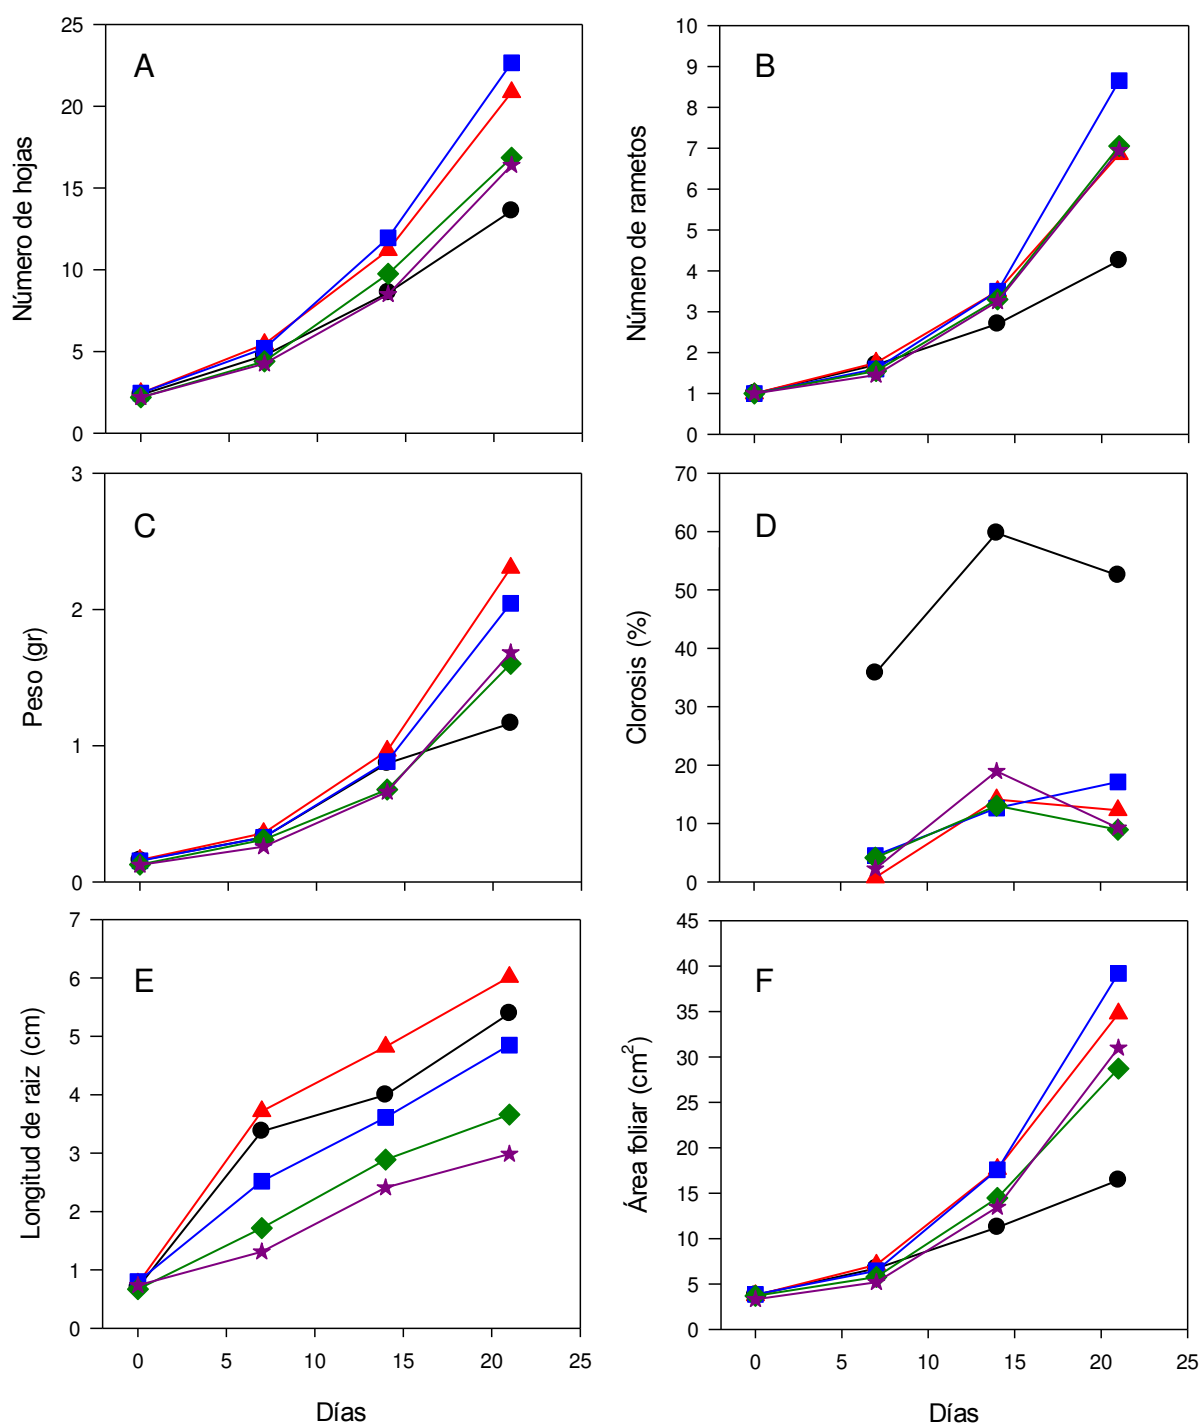 A
Número de hojas
25
20
15
10
5
0
B
Número de rametos
10
9
8
7
6
5
4
3
2
1
0
C
Peso (gr)
3
2
1
0
D
Clorosis (%)
70
60
50
40
30
20
10
0
E
Longitud de raiz (cm)
7
6
5
4
3
2
1
0
0 5 10 15 20 25
Días
F
Área foliar (cm²)
45
40
35
30
25
20
15
10
5
0
0 5 10 15 20 25
Días